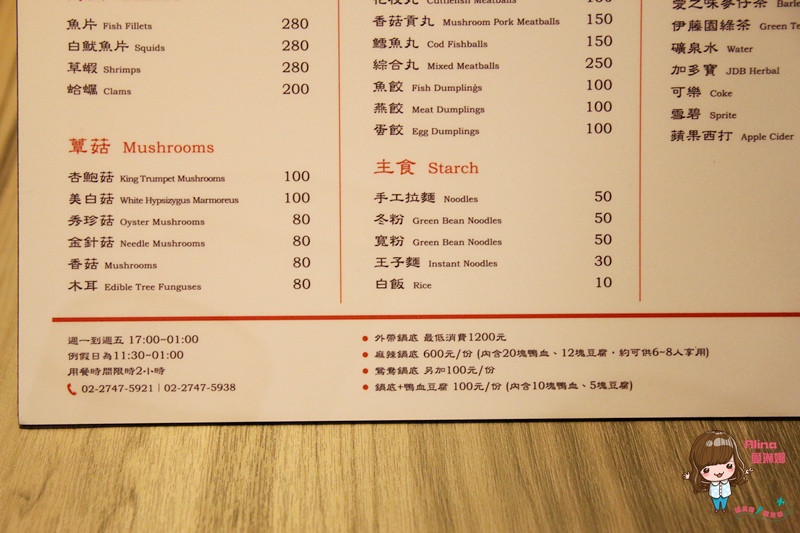 魚片 Fish Fillets 280
白魷魚片 Squids 280
草蝦 Shrimps 280
蛤蠣 Clams 200
蕈菇 Mushrooms
杏鮑菇 King Trumpet Mushrooms 100
美白菇 White Hypsizygus Marmoreus 100
秀珍菇 Oyster Mushrooms 80
金針菇 Needle Mushrooms 80
香菇 Mushrooms 80
木耳 Edible Tree Funguses 80
香菇貢丸 Mushroom Pork Meatballs 150
鱈魚丸 Cod Fishballs 150
綜合丸 Mixed Meatballs 250
魚餃 Fish Dumplings 100
燕餃 Meat Dumplings 100
蛋餃 Egg Dumplings 100
主食 Starch
手工拉麵 Noodles 50
冬粉 Green Bean Noodles 50
寬粉 Green Bean Noodles 50
王子麵 Instant Noodles 30
白飯 Rice 10
愛之味麥仔茶
伊藤園綠茶 Green
礦泉水 Water
加多寶 JDB Herbal
可樂 Coke
雪碧 Sprite
蘋果西打 Apple Cider
週一到週五 17:00~01:00
例假日為11:30~01:00
用餐時間限時2小時
02-2747-5921 | 02-2747-5938
外帶鍋底 最低消費1200元
麻辣鍋底 600元/份 (內含20塊鴨血、12塊豆腐，約可供6~8人享用)
鴛鴦鍋底 另加100元/份
鍋底+鴨血豆腐 100元/份 (內含10塊鴨血、5塊豆腐)
Alina
愛琳娜